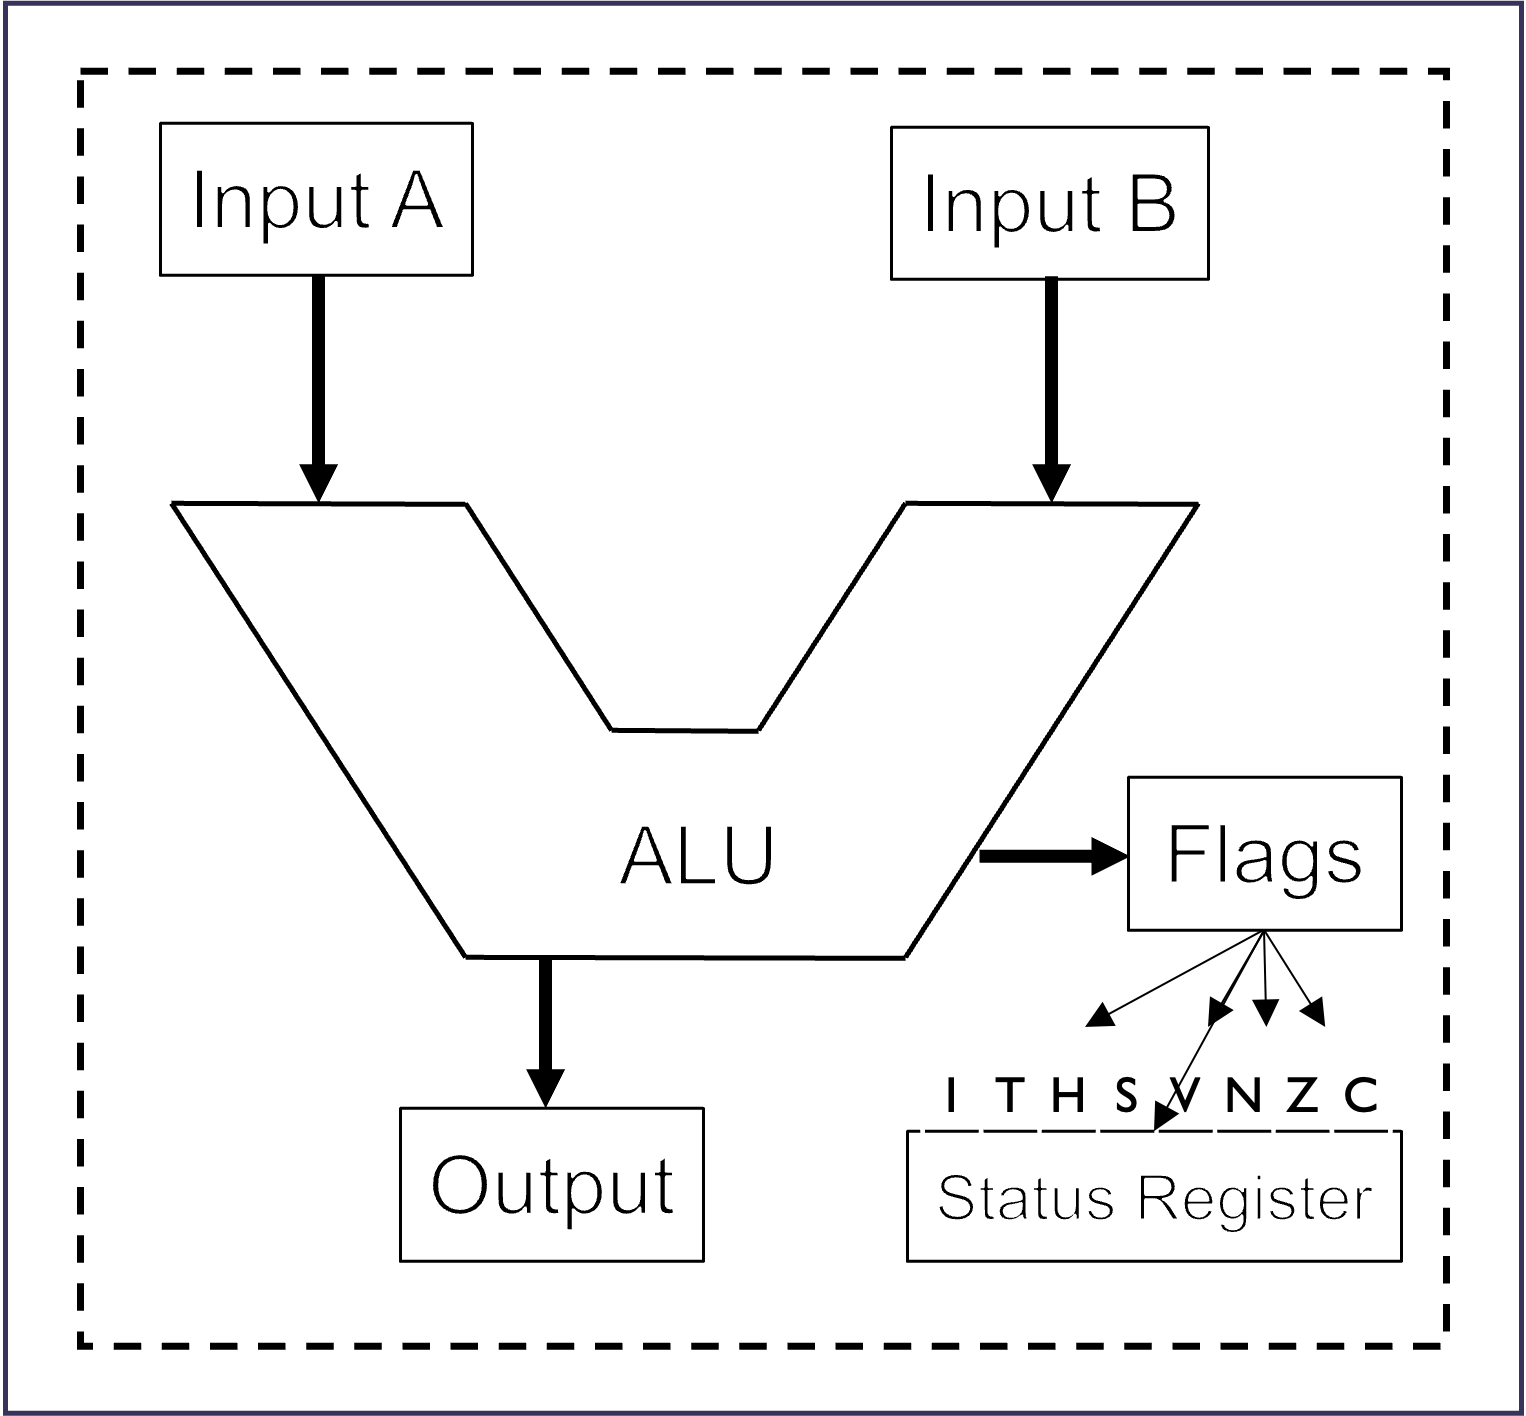 Input A
Input B
ALU
Flags
I T H S V N Z C
Output
Status Register